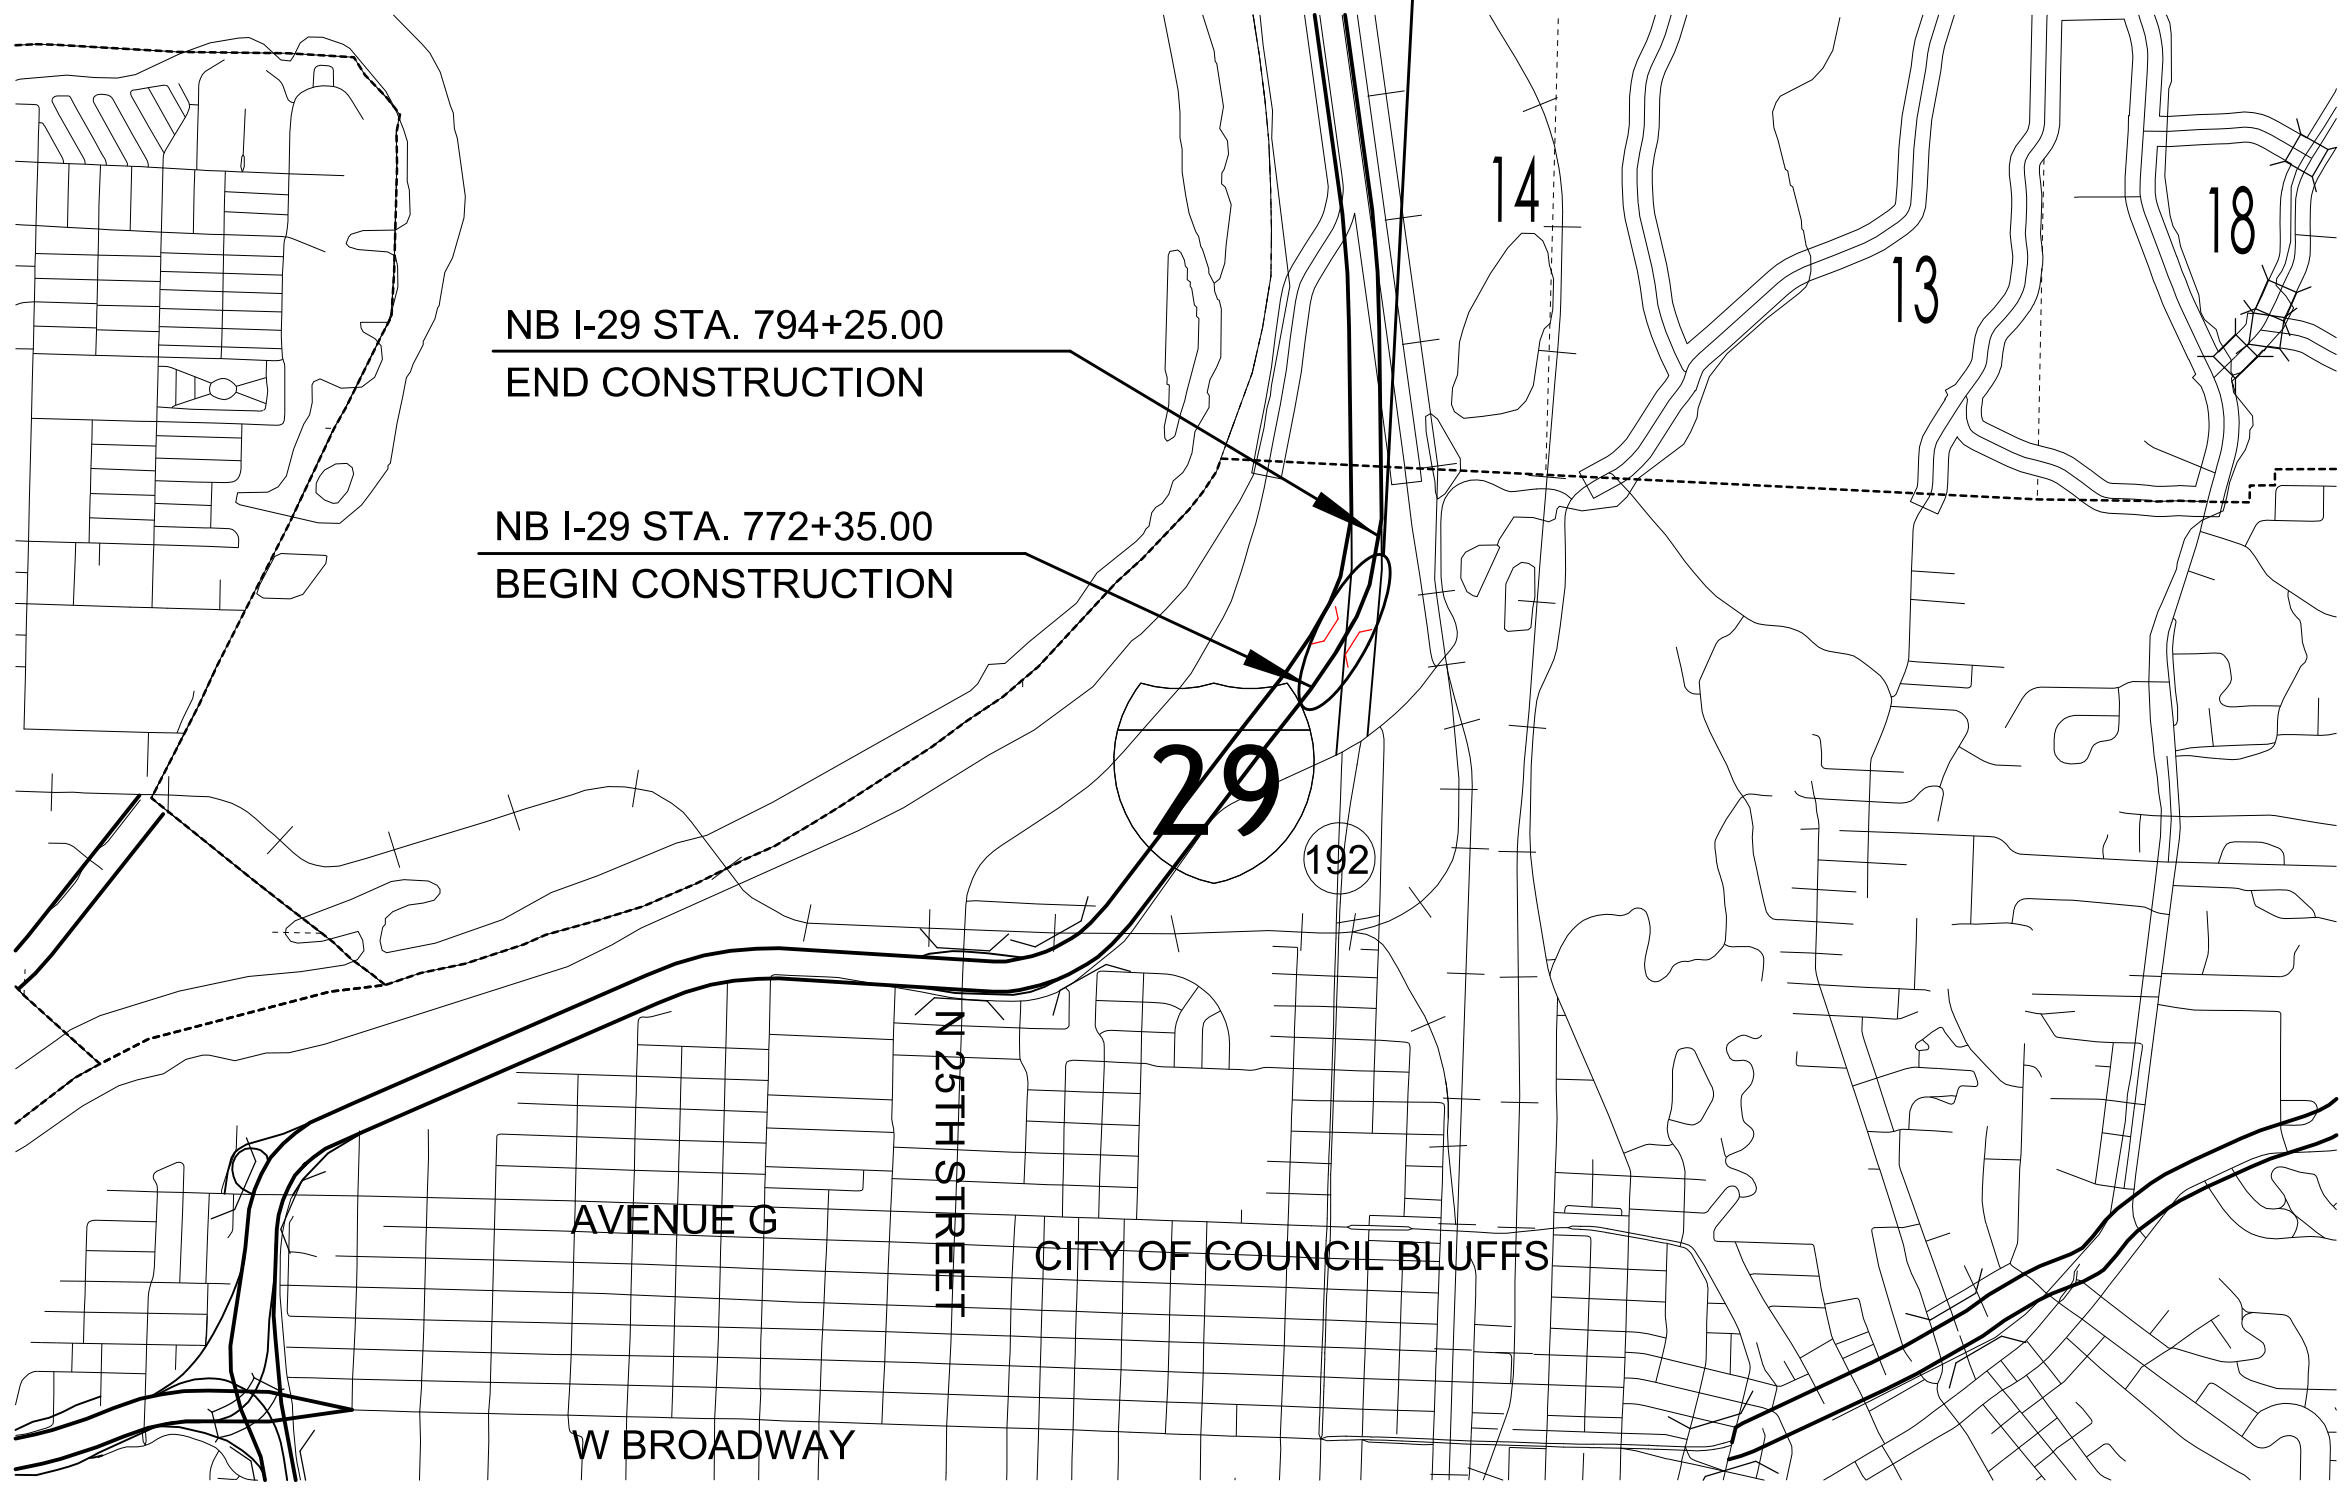 14
18
13
NB I-29 STA. 794+25.00
END CONSTRUCTION
NB I-29 STA. 772+35.00
BEGIN CONSTRUCTION
29
192
N 25TH STREET
AVENUE G
CITY OF COUNCIL BLUFFS
W BROADWAY